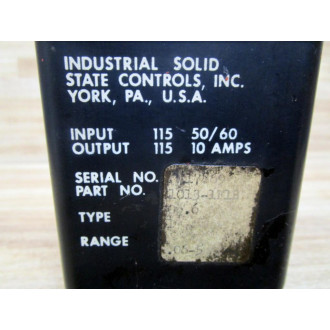 INDUSTRIAL SOLID
STATE CONTROLS, INC.
YORK, PA., U.S.A.
INPUT 115 50/60
OUTPUT 115 10 AMPS
SERIAL NO.
PART NO.
TYPE
RANGE